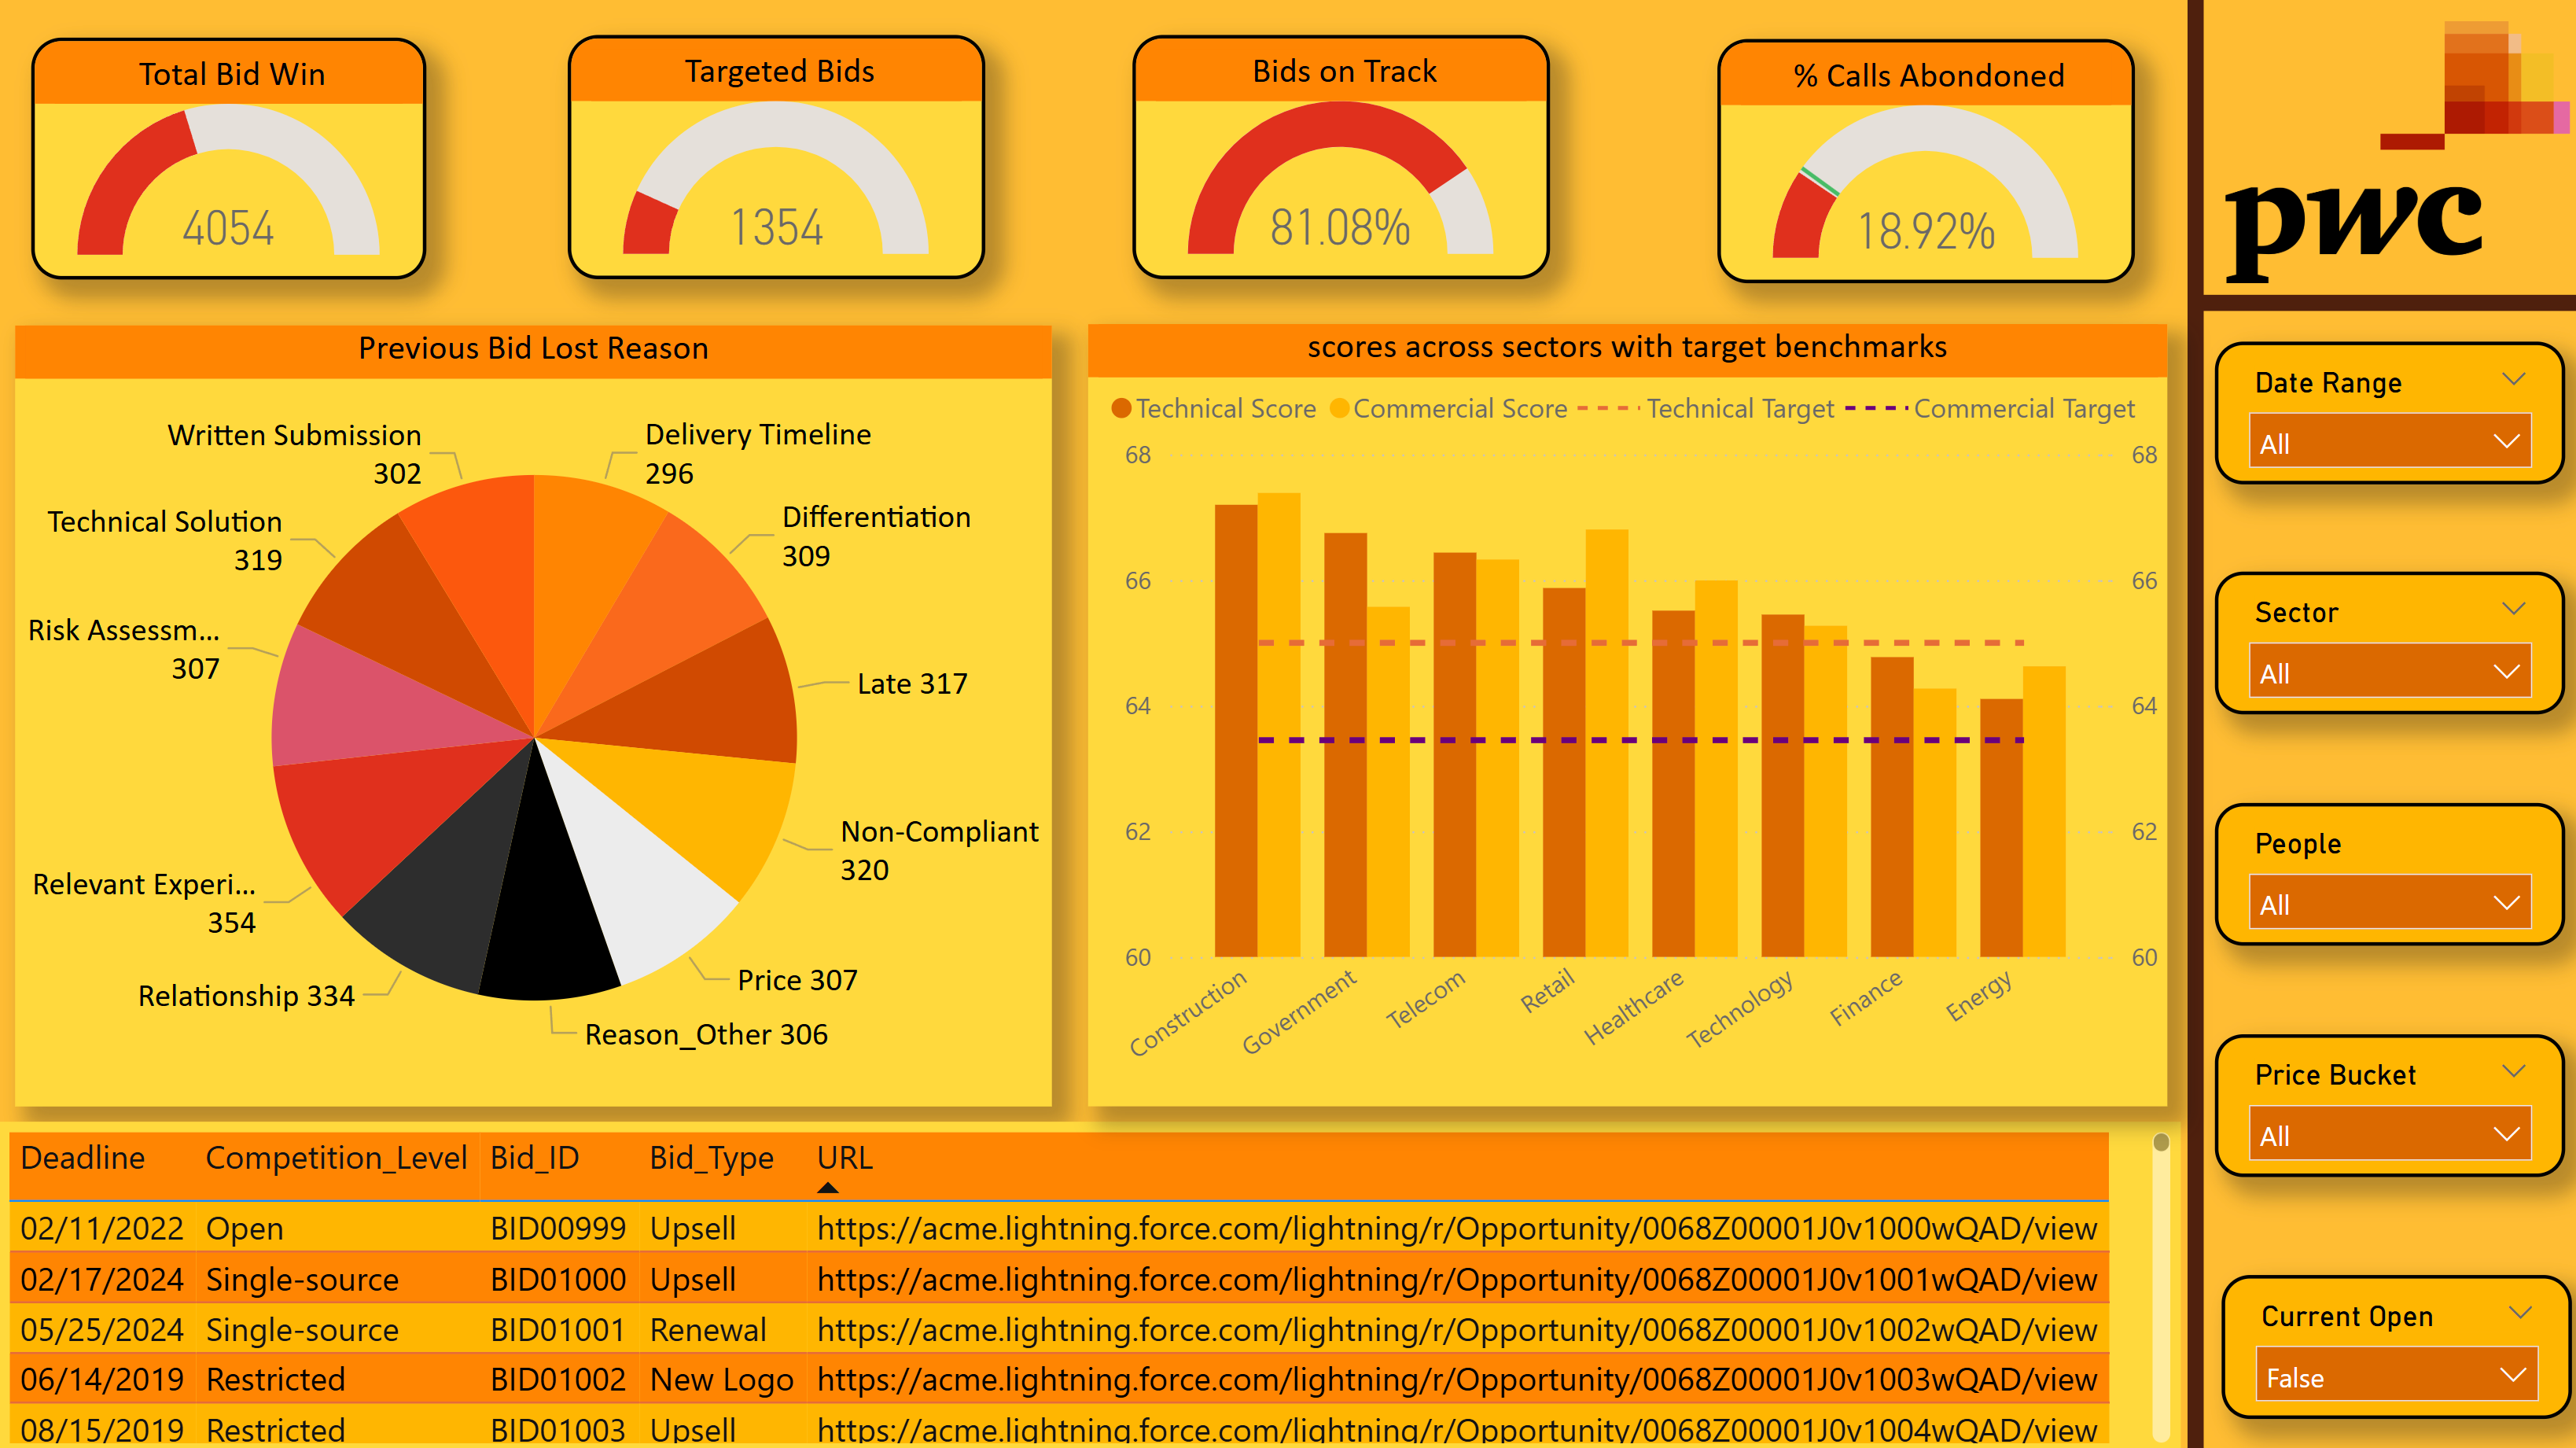 Total Bid Win
4054
Targeted Bids
1354
Bids on Track
81.08%
% Calls Abondoned
18.92%
pwc
Previous Bid Lost Reason
Written Submission
302
Delivery Timeline
296
Technical Solution
319
Differentiation
309
Risk Assessm...
307
Late 317
Non-Compliant
320
Relevant Experi...
354
Price 307
Relationship 334
Reason_Other 306
scores across sectors with target benchmarks
Technical Score Commercial Score Technical Target Commercial Target
68 68
66 66
64 64
62 62
60 60
Construction Government Telecom Retail Healthcare Technology Finance Energy
Date Range
All
Sector
All
People
All
Price Bucket
All
Current Open
False
Deadline Competition_Level Bid_ID Bid_Type URL
02/11/2022 Open BID00999 Upsell https://acme.lightning.force.com/lightning/r/Opportunity/0068Z00001J0v1000wQAD/view
02/17/2024 Single-source BID01000 Upsell https://acme.lightning.force.com/lightning/r/Opportunity/0068Z00001J0v1001wQAD/view
05/25/2024 Single-source BID01001 Renewal https://acme.lightning.force.com/lightning/r/Opportunity/0068Z00001J0v1002wQAD/view
06/14/2019 Restricted BID01002 New Logo https://acme.lightning.force.com/lightning/r/Opportunity/0068Z00001J0v1003wQAD/view
08/15/2019 Restricted BID01003 Upsell https://acme.lightning.force.com/lightning/r/Opportunity/0068Z00001J0v1004wQAD/view